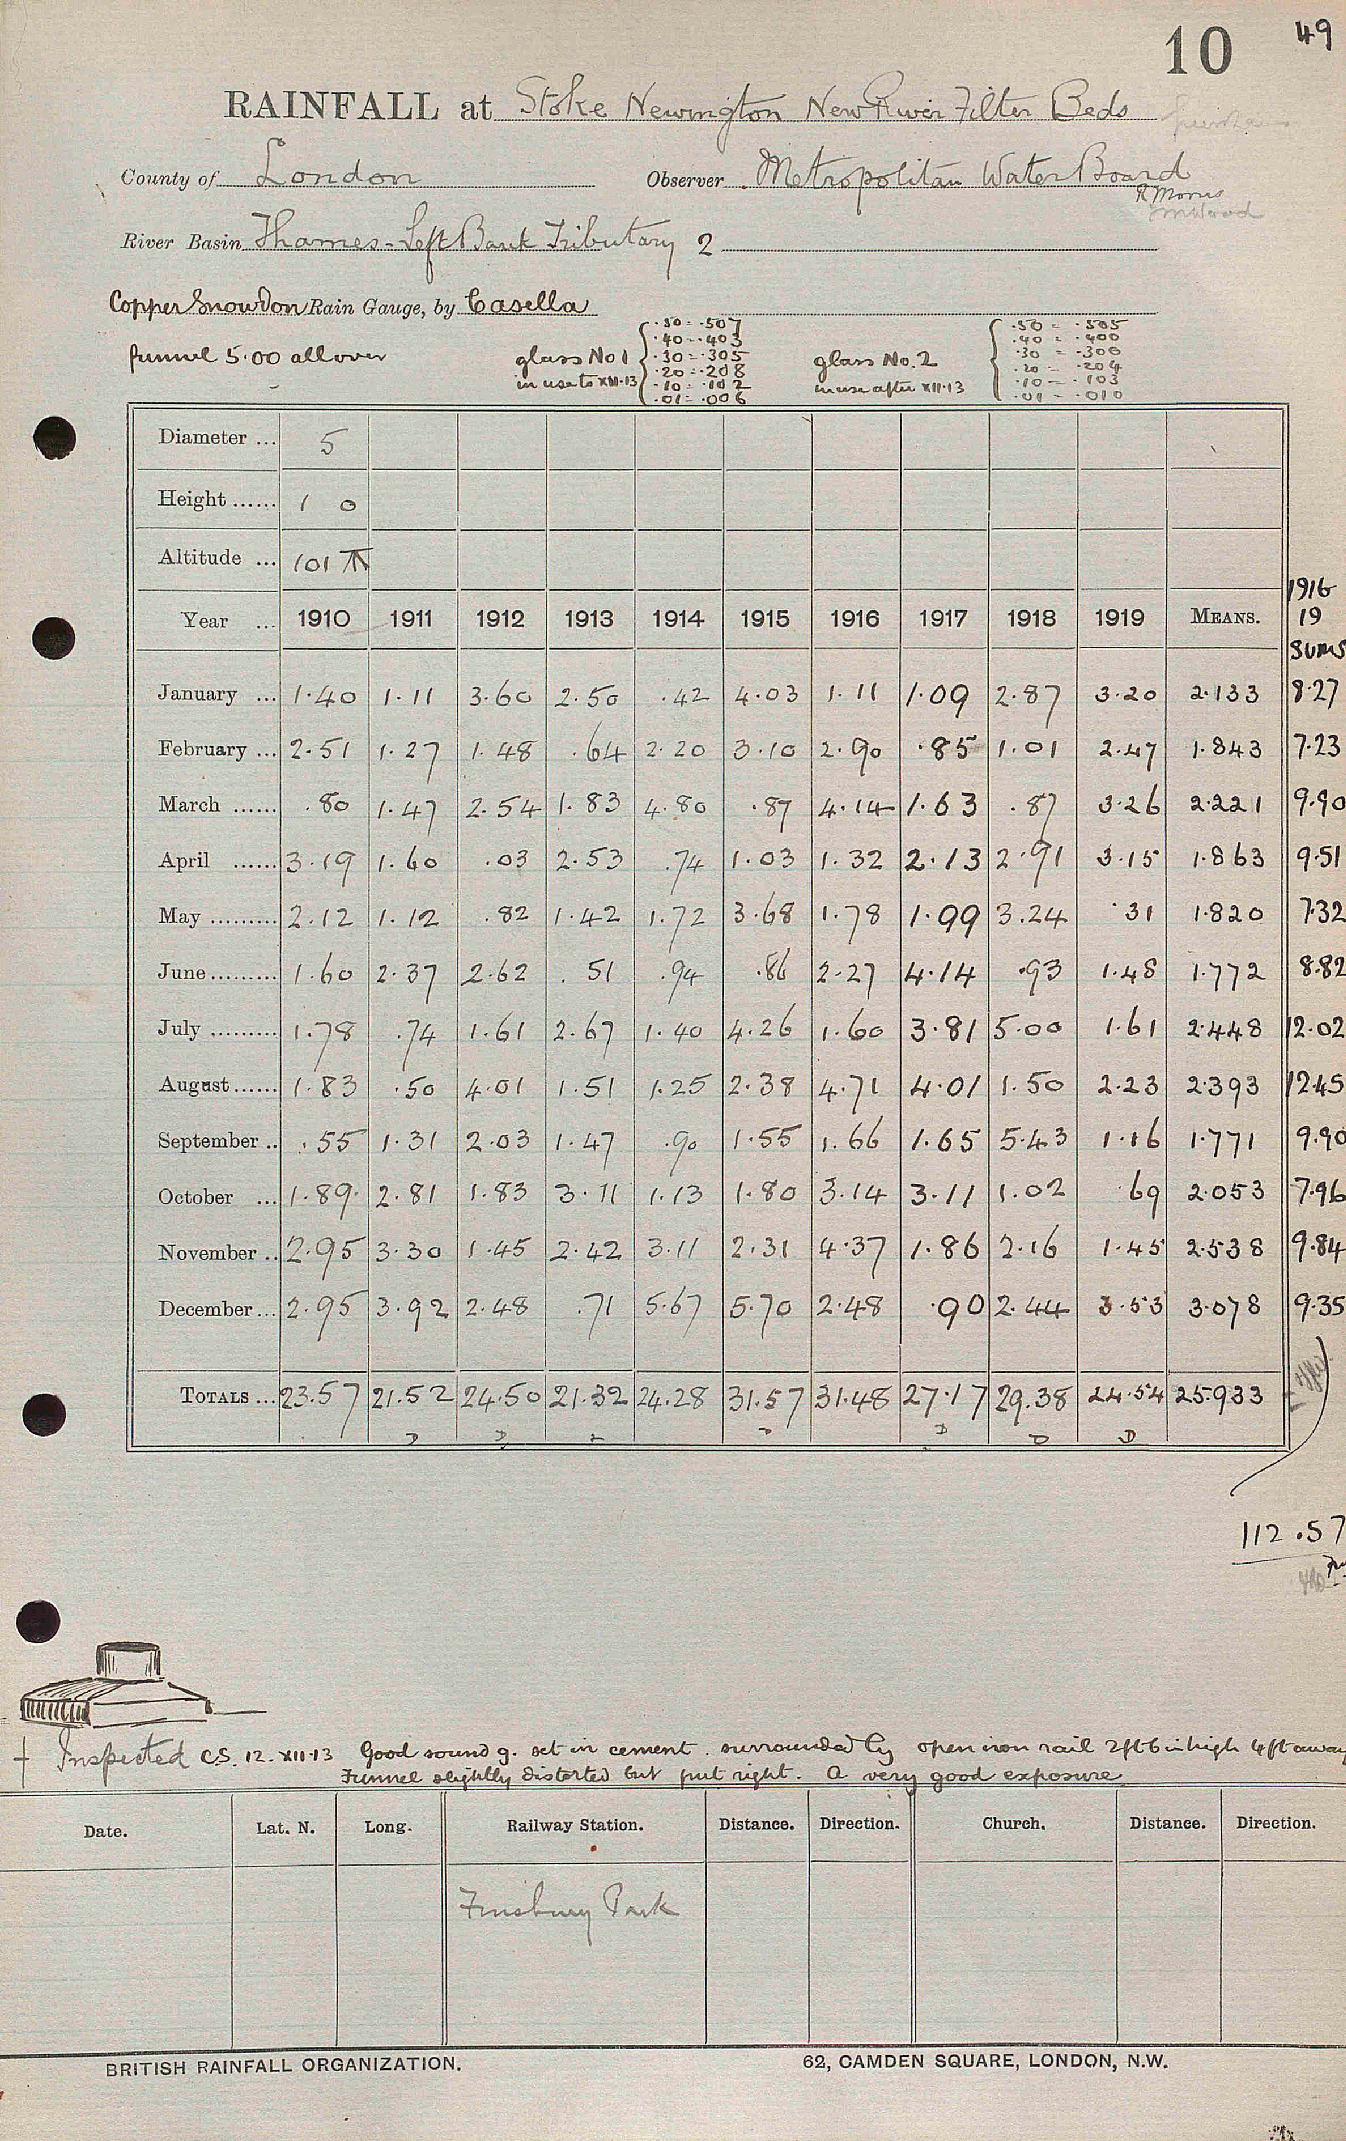 10 49
RAINFALL at Stoke Newington New River Filter Beds
County of London Observer Metropolitan Water Board
R Morris
River Basin Thames - Left Bank Tributary 2
Copper Snowdon Rain Gauge, by Casella
funnel 5.00 all over
glass No 1 in use to XII.13
.50 = .507
.40 = .403
.30 = .305
.20 = .208
.10 = .102
.01 = .006
glass No. 2 in use after XII.13
.50 = .505
.40 = .400
.30 = .300
.20 = .204
.10 = .103
.01 = .010
Diameter ... 5
Height ...... 1 0
Altitude ... 101
Year ... 1910 1911 1912 1913 1914 1915 1916 1917 1918 1919 MEANS. 1916 19 SUMS
January ... 1.40 1.11 3.60 2.50 .42 4.03 1.11 1.09 2.87 3.20 2.133 8.27
February ... 2.51 1.27 1.48 .64 2.20 3.10 2.90 .85 1.01 2.47 1.843 7.23
March ...... .80 1.47 2.54 1.83 4.80 .87 4.14 1.63 .87 3.26 2.221 9.90
April ...... 3.19 1.60 .03 2.53 .74 1.03 1.32 2.13 2.91 3.15 1.863 9.51
May ......... 2.12 1.12 .82 1.42 1.72 3.68 1.78 1.99 3.24 .31 1.820 7.32
June ......... 1.60 2.37 2.62 .51 .94 .86 2.27 4.14 .93 1.48 1.772 8.82
July ......... 1.78 .74 1.61 2.67 1.40 4.26 1.60 3.81 5.00 1.61 2.448 12.02
August ...... 1.83 .50 4.01 1.51 1.25 2.38 4.71 4.01 1.50 2.23 2.393 12.45
September .. .55 1.31 2.03 1.47 .90 1.55 1.66 1.65 5.43 1.16 1.771 9.90
October ... 1.89 2.81 1.83 3.11 1.13 1.80 3.14 3.11 1.02 .69 2.053 7.96
November .. 2.95 3.30 1.45 2.42 3.11 2.31 4.37 1.86 2.16 1.45 2.538 9.84
December ... 2.95 3.92 2.48 .71 5.67 5.70 2.48 .90 2.44 3.53 3.078 9.35
TOTALS ... 23.57 21.52 24.50 21.32 24.28 31.57 31.48 27.17 29.38 24.54 25.933
D D D D D
112.57
Inspected C.S. 12.XII.13 Good sound g. set in cement. surrounded by open iron rail 2ft 6in high 4ft away
Funnel slightly distorted but put right. A very good exposure
Date. Lat. N. Long. Railway Station. Distance. Direction. Church. Distance. Direction.
Finsbury Park
BRITISH RAINFALL ORGANIZATION. 62, CAMDEN SQUARE, LONDON, N.W.